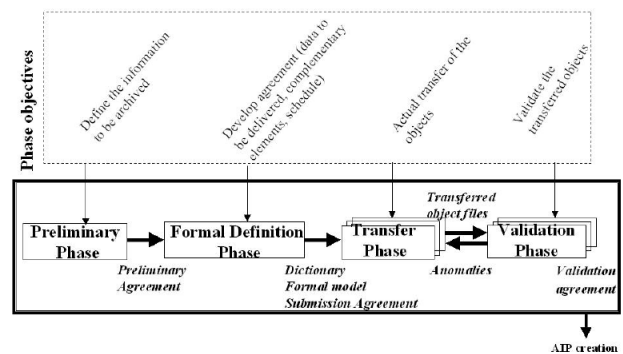 Phase objectives
Define the information
to be archived
Develop agreement (data to
be delivered, complementary
elements, schedule)
Actual transfer of the
objects
Validate the
transferred objects
Preliminary
Phase
Formal Definition
Phase
Transfer
Phase
Validation
Phase
Transferred
object files
Preliminary
Agreement
Dictionary
Formal model
Submission Agreement
Anomalies
Validation
agreement
AIP creation